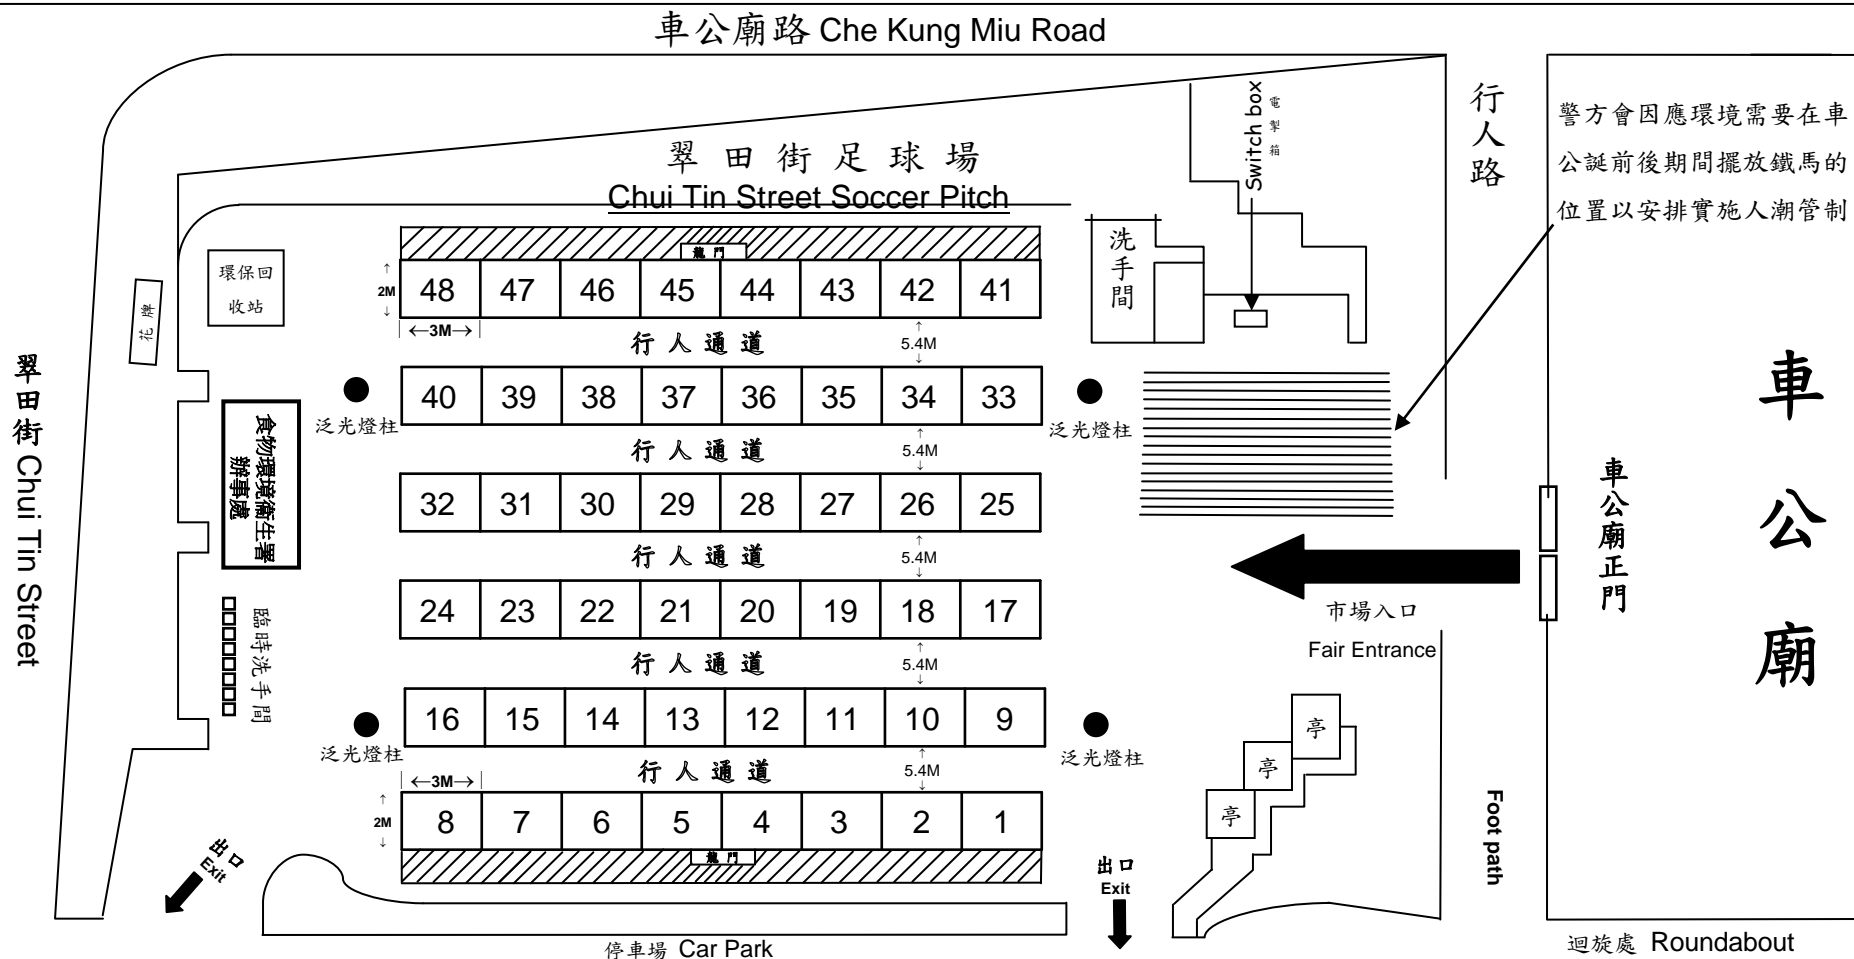 車公廟路 Che Kung Miu Road
行人路
警方會因應環境需要在車
公誕前後期間擺放鐵馬的
位置以安排實施人潮管制
Switch box
電掣箱
翠田街足球場
Chui Tin Street Soccer Pitch
洗手間
環保回
收站
花牌
龍門
↑
2M
↓
48 47 46 45 44 43 42 41
←3M→
行人通道
↑
5.4M
↓
40 39 38 37 36 35 34 33
泛光燈柱
泛光燈柱
行人通道
↑
5.4M
↓
32 31 30 29 28 27 26 25
行人通道
↑
5.4M
↓
24 23 22 21 20 19 18 17
行人通道
↑
5.4M
↓
16 15 14 13 12 11 10 9
泛光燈柱
泛光燈柱
←3M→
行人通道
↑
5.4M
↓
↑
2M
↓
8 7 6 5 4 3 2 1
龍門
翠田街 Chui Tin Street
食物環境衞生署
辦事處
臨時洗手間
車公廟
車公廟正門
市場入口
Fair Entrance
亭
亭
亭
Foot path
出口
Exit
出口
Exit
停車場 Car Park
迴旋處 Roundabout